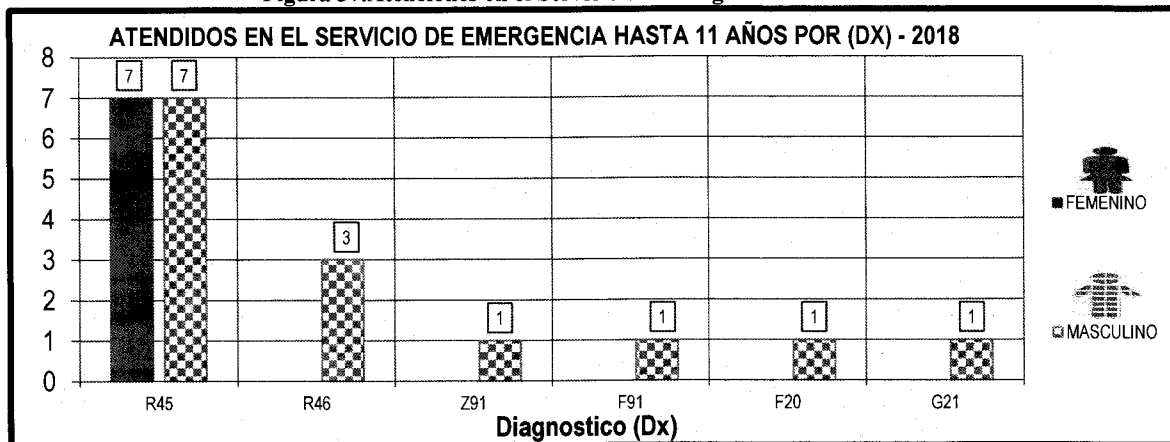 ATENDIDOS EN EL SERVICIO DE EMERGENCIA HASTA 11 AÑOS POR (DX) - 2018
8
7
6
5
4
3
2
1
0
7
7
3
1
1
1
1
R45
R46
Z91
F91
F20
G21
Diagnostico (Dx)
FEMENINO
MASCULINO